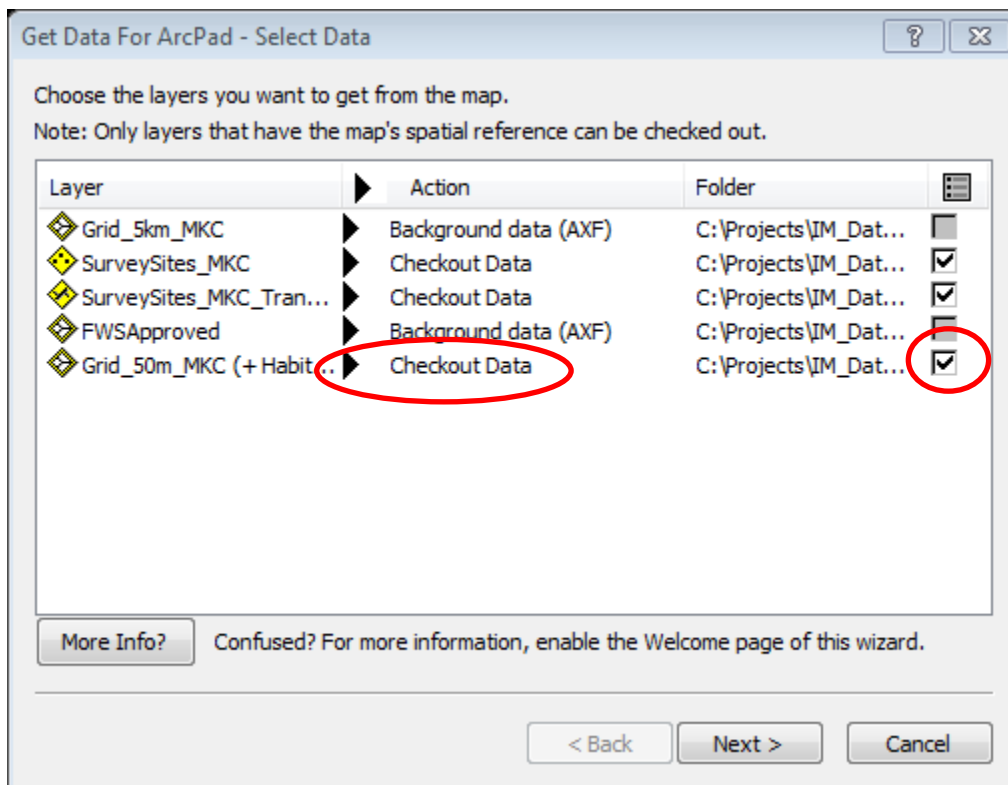 Get Data For ArcPad - Select Data
Choose the layers you want to get from the map.
Note: Only layers that have the map's spatial reference can be checked out.
Layer Action Folder
Grid_5km_MKC Background data (AXF) C:\Projects\IM_Dat...
SurveySites_MKC Checkout Data C:\Projects\IM_Dat...
SurveySites_MKC_Tran... Checkout Data C:\Projects\IM_Dat...
FWSApproved Background data (AXF) C:\Projects\IM_Dat...
Grid_50m_MKC (+ Habit... Checkout Data C:\Projects\IM_Dat...
More Info? Confused? For more information, enable the Welcome page of this wizard.
< Back Next > Cancel